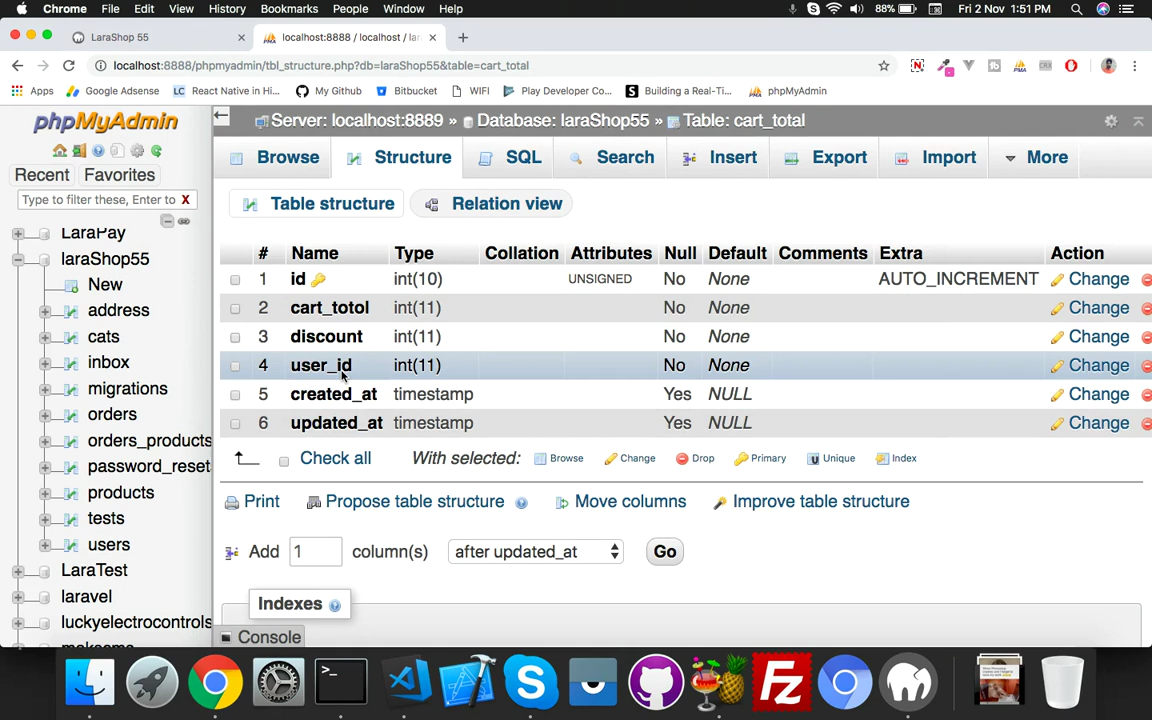 Chrome File Edit View History Bookmarks People Window Help 88% Fri 2 Nov 1:51 PM
LaraShop 55 localhost:8888 / localhost / lar
localhost:8888/phpmyadmin/tbl_structure.php?db=laraShop55&table=cart_total
Apps Google Adsense React Native in Hi... My Github Bitbucket WIFI Play Developer Co... Building a Real-Ti... phpMyAdmin
phpMyAdmin
Server: localhost:8889 » Database: laraShop55 » Table: cart_total
Browse Structure SQL Search Insert Export Import More
Recent Favorites
Type to filter these, Enter to X
Table structure Relation view
LaraPay
laraShop55
New
address
cats
inbox
migrations
orders
orders_products
password_reset
products
tests
users
LaraTest
laravel
luckyelectrocontrols
# Name Type Collation Attributes Null Default Comments Extra Action
1 id int(10) UNSIGNED No None AUTO_INCREMENT Change
2 cart_totol int(11) No None Change
3 discount int(11) No None Change
4 user_id int(11) No None Change
5 created_at timestamp Yes NULL Change
6 updated_at timestamp Yes NULL Change
Check all With selected: Browse Change Drop Primary Unique Index
Print Propose table structure Move columns Improve table structure
Add 1 column(s) after updated_at Go
Indexes
Console